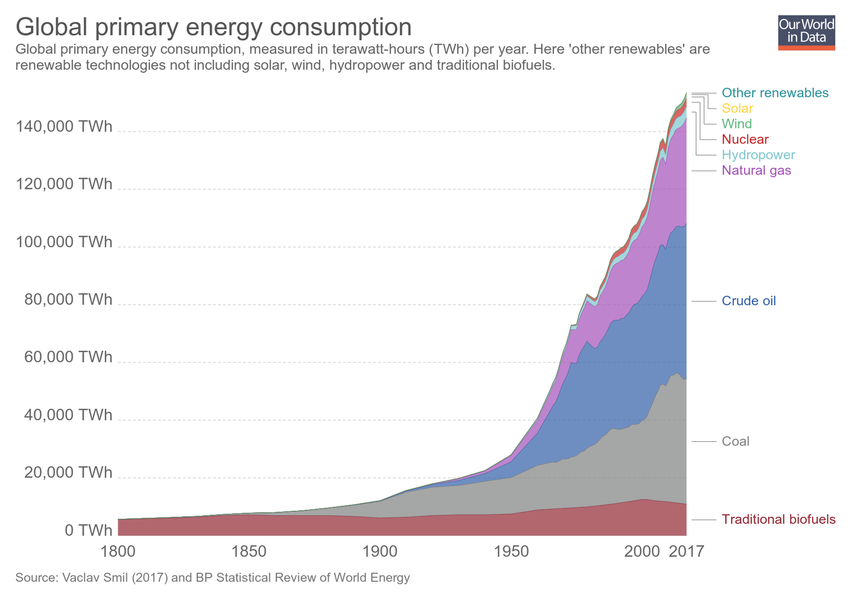 Global primary energy consumption
Our World
in Data
Global primary energy consumption, measured in terawatt-hours (TWh) per year. Here 'other renewables' are
renewable technologies not including solar, wind, hydropower and traditional biofuels.
Other renewables
Solar
Wind
Nuclear
Hydropower
Natural gas
Crude oil
Coal
Traditional biofuels
140,000 TWh
120,000 TWh
100,000 TWh
80,000 TWh
60,000 TWh
40,000 TWh
20,000 TWh
0 TWh
1800 1850 1900 1950 2000 2017
Source: Vaclav Smil (2017) and BP Statistical Review of World Energy